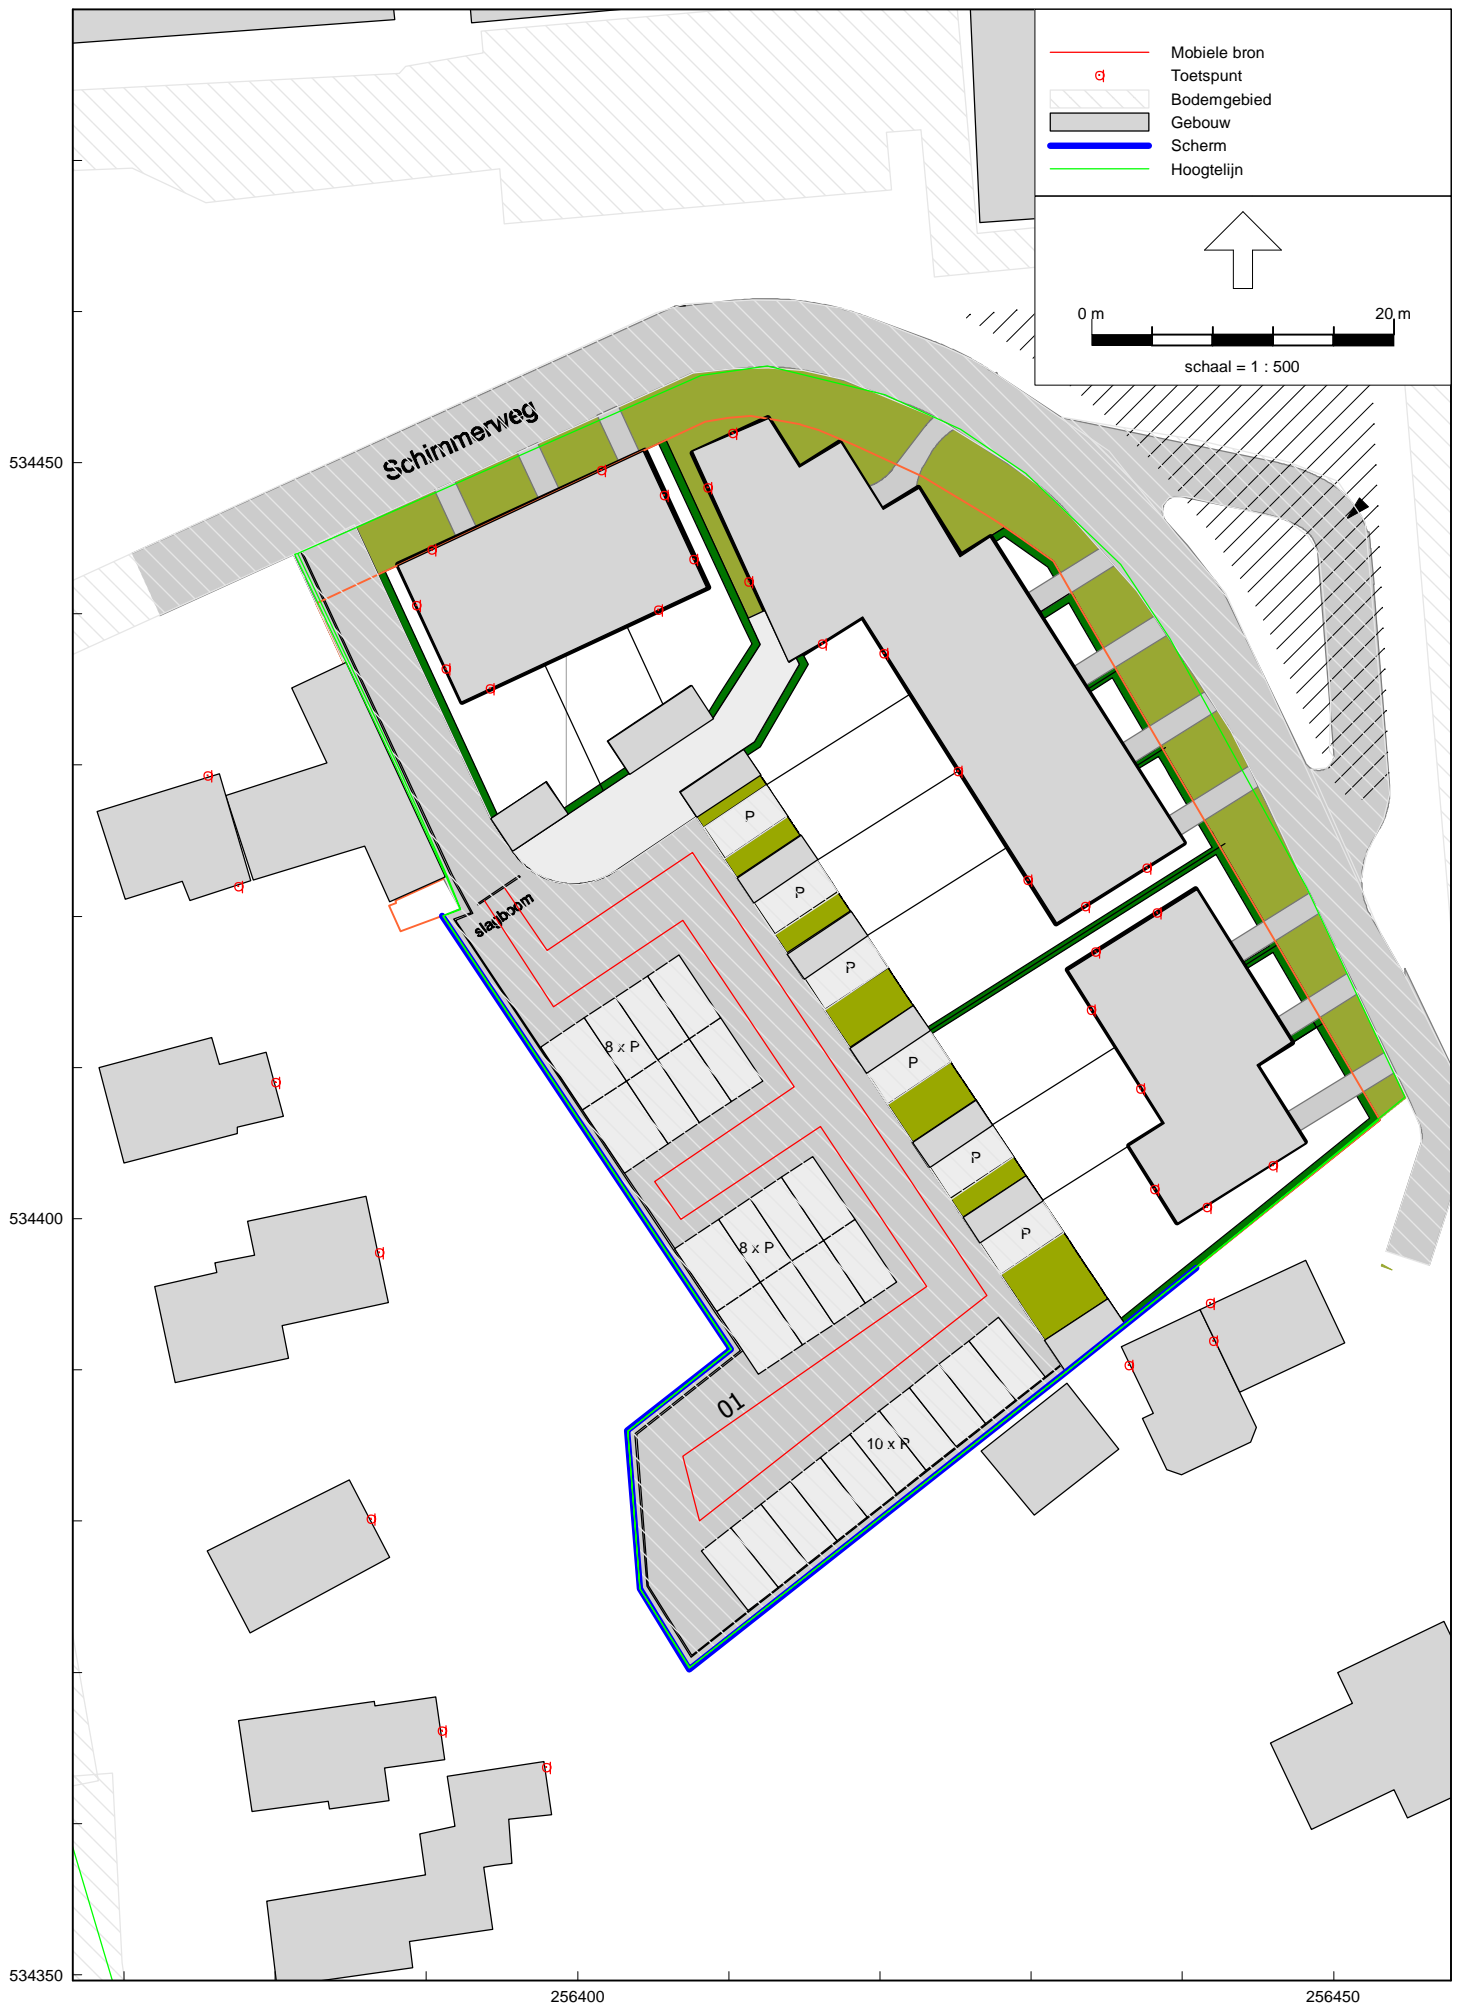 Mobiele bron
Toetspunt
Bodemgebied
Gebouw
Scherm
Hoogtelijn
0 m 20 m
schaal = 1 : 500
Schimmerweg
534450
P
P
slagboom
P
8 x P
P
P
534400
P
8 x P
01
10 x P
534350
256400 256450